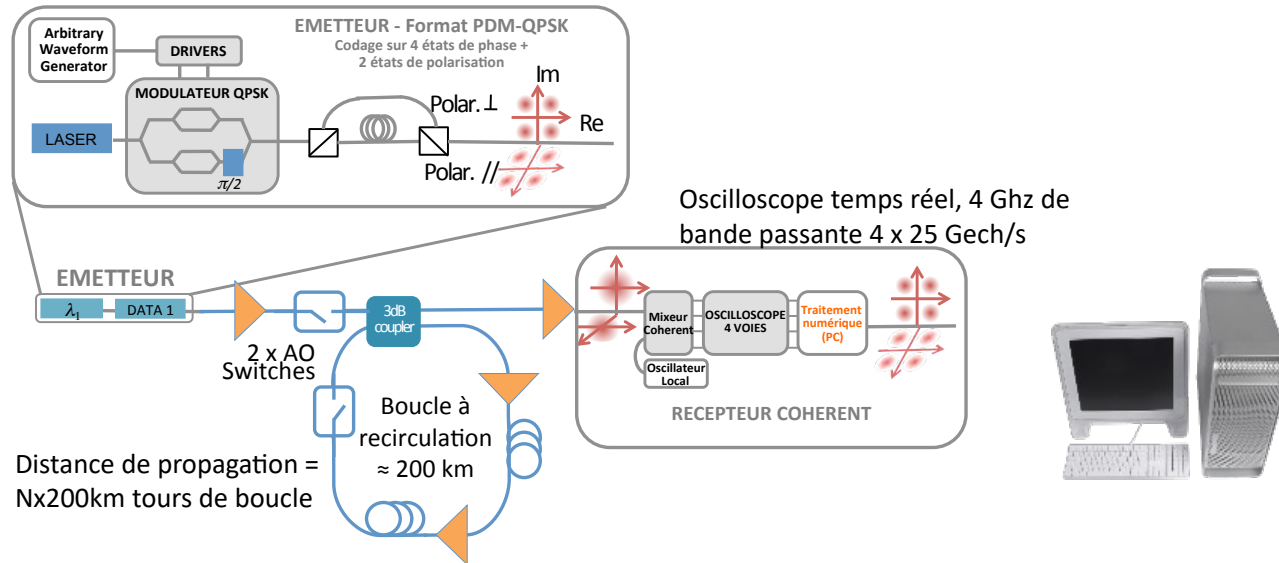 EMETTEUR - Format PDM-QPSK
Codage sur 4 états de phase +
2 états de polarisation
Arbitrary
Waveform
Generator
DRIVERS
MODULATEUR QPSK
LASER
π/2
Polar. ⊥
Polar. //
Im
Re
Oscilloscope temps réel, 4 Ghz de
bande passante 4 x 25 Gech/s
EMETTEUR
λ1
DATA 1
2 x AO
Switches
3dB
coupler
Boucle à
recirculation
≈ 200 km
Distance de propagation =
Nx200km tours de boucle
Mixeur
Coherent
OSCILLOSCOPE
4 VOIES
Traitement
numérique
(PC)
Oscillateur
Local
RECEPTEUR COHERENT